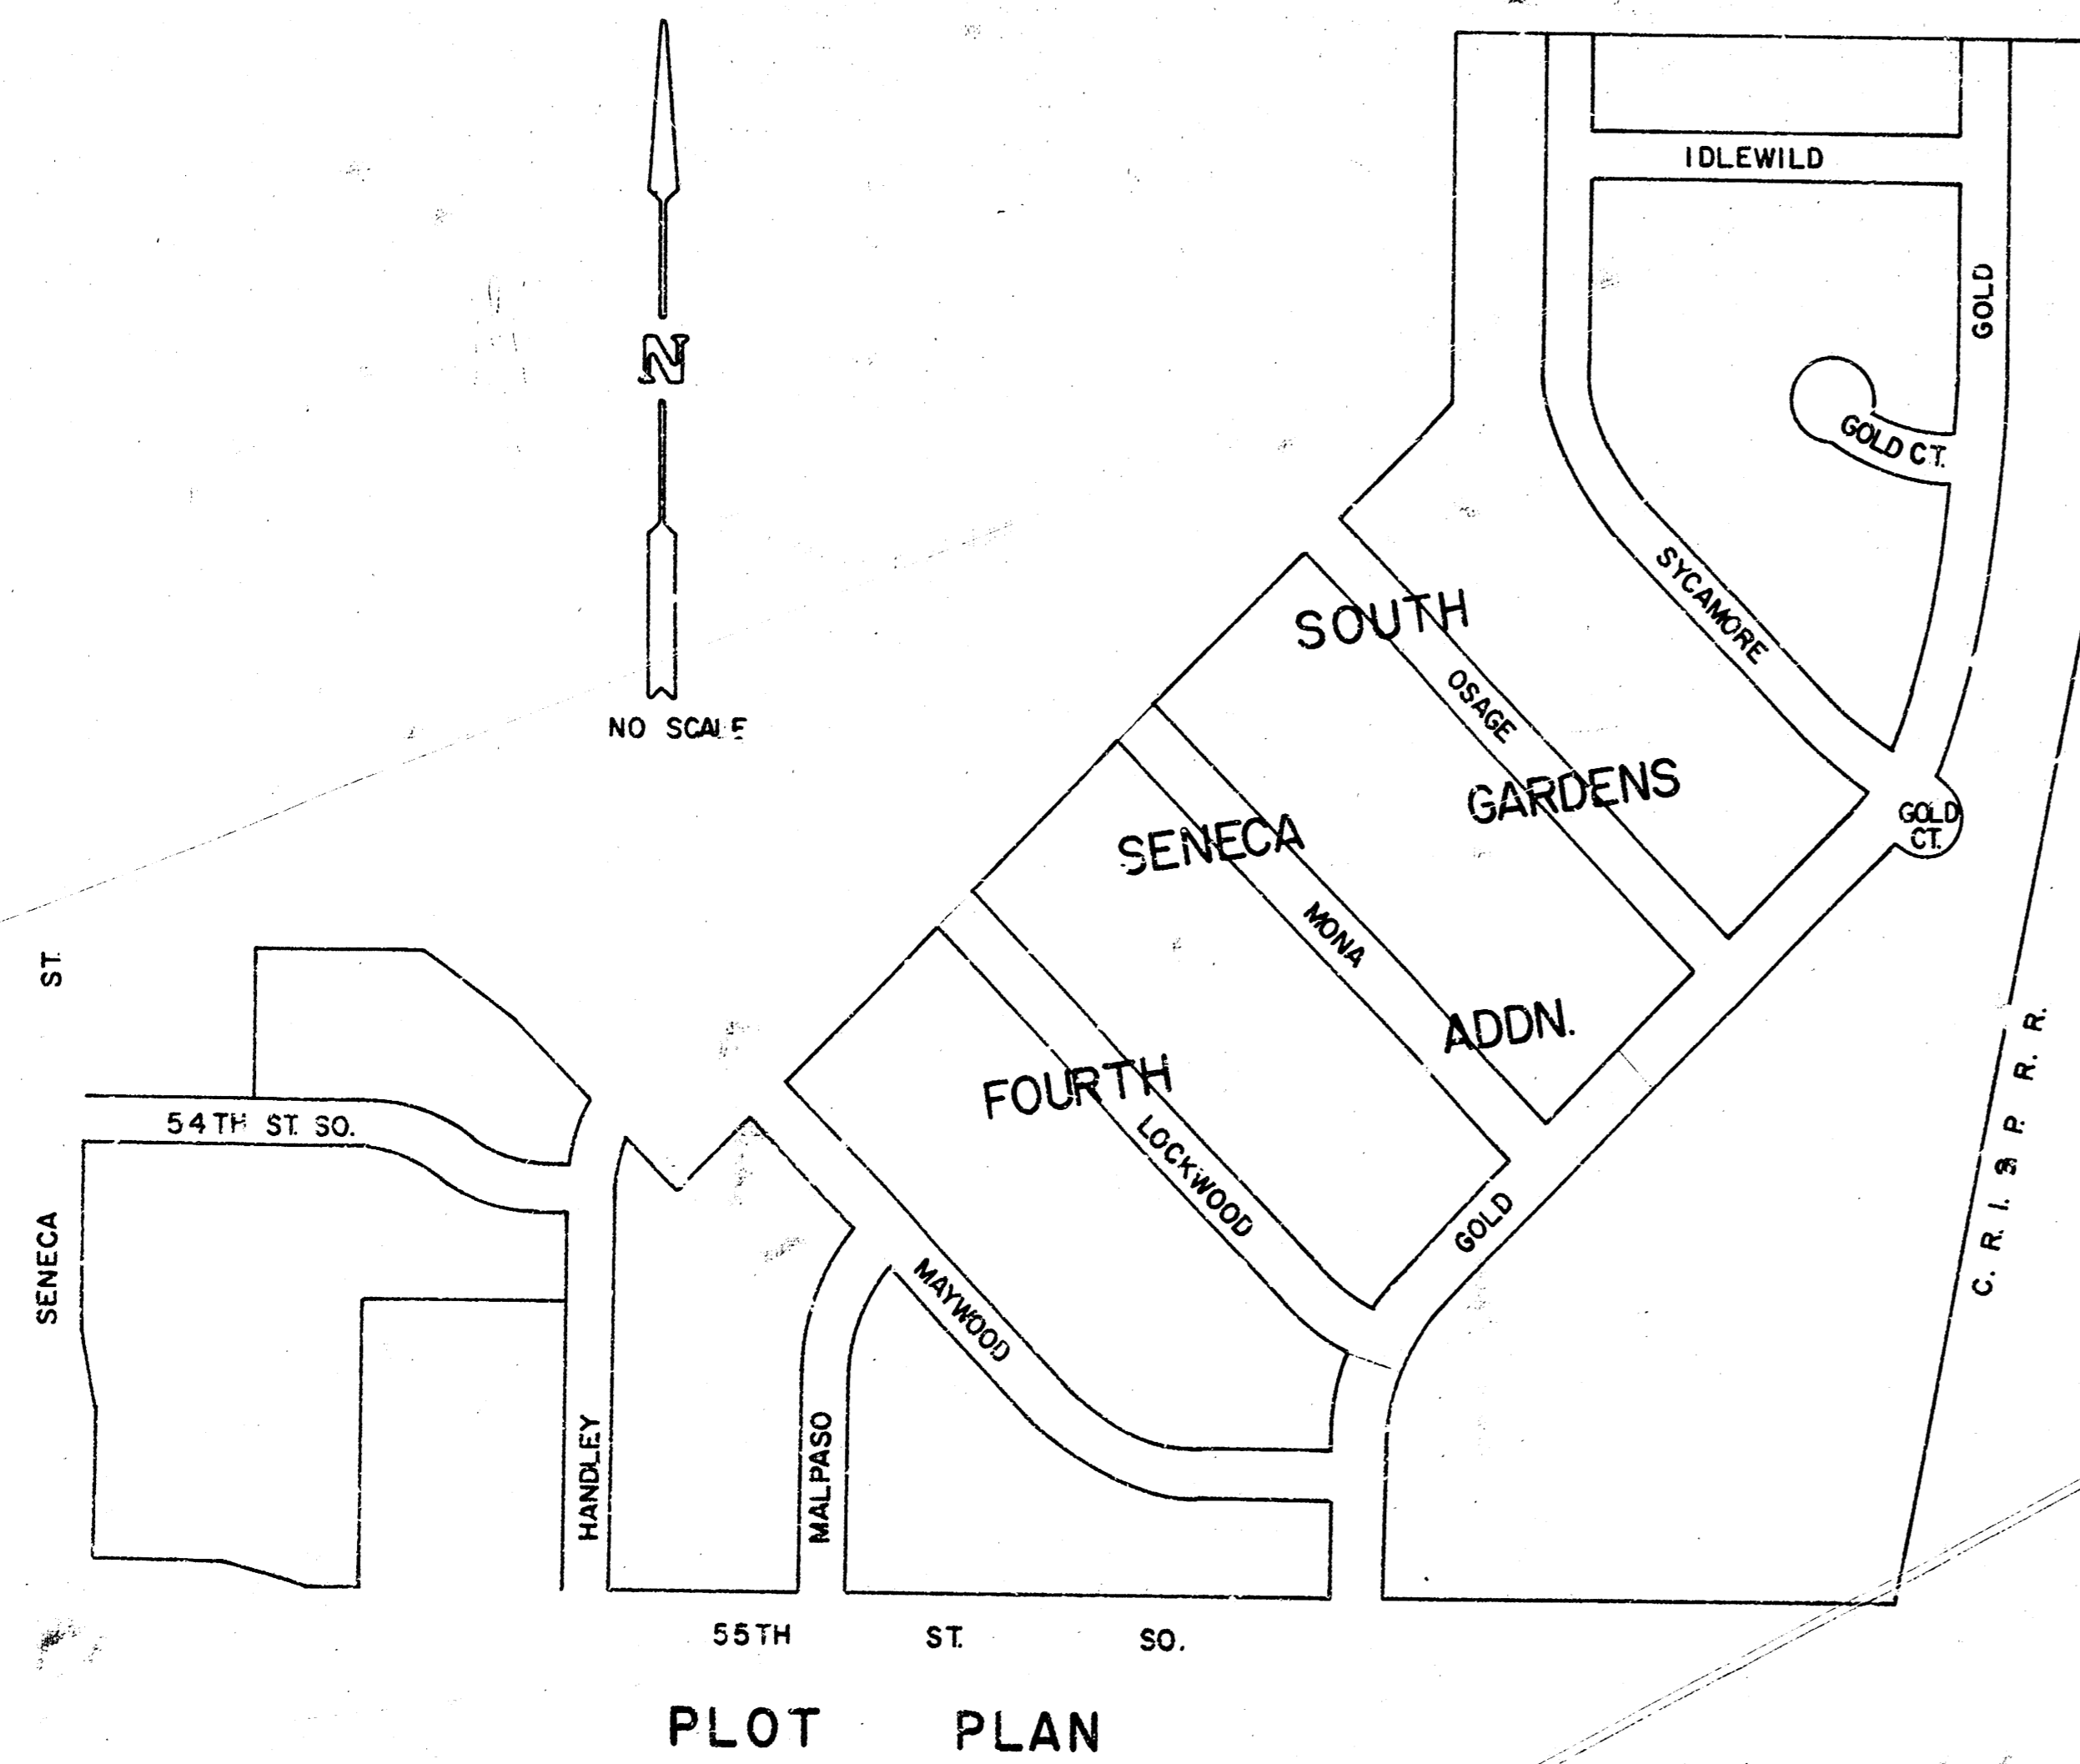 IDLEWILD
GOLD
N
GOLD CT.
SYCAMORE
SOUTH
OSAGE
NO SCALE
GARDENS
GOLD
CT.
SENECA
MONA
ST.
ADDN.
FOURTH
54TH ST. SO.
LOCKWOOD
GOLD
C. R. I. & P. R. R.
SENECA
MAYWOOD
HANDLEY
MALPASO
55TH ST. SO.
PLOT PLAN